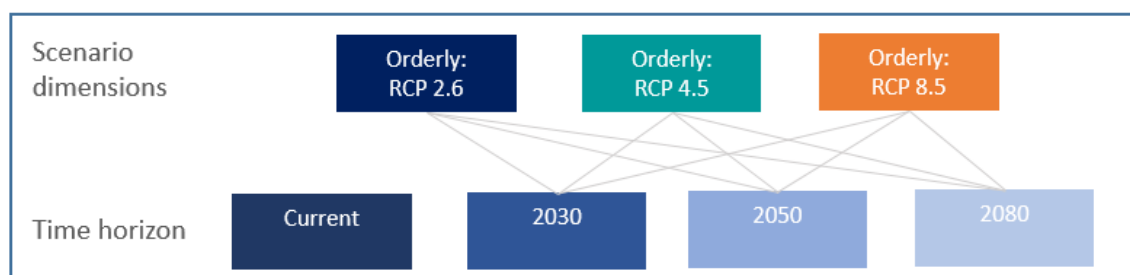 Scenario
dimensions
Orderly:
RCP 2.6
Orderly:
RCP 4.5
Orderly:
RCP 8.5
Time horizon
Current
2030
2050
2080